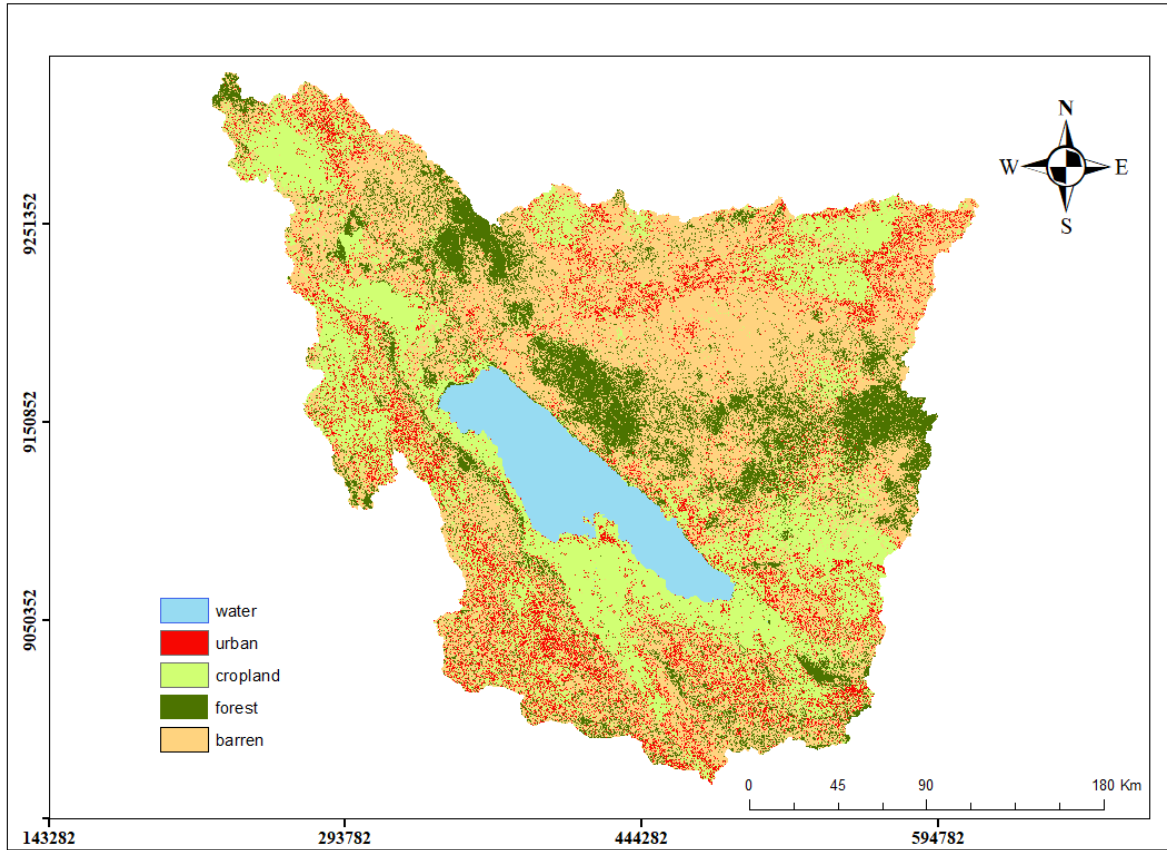 N
W E
S
9251352
9150852
9050352
water
urban
cropland
forest
barren
0 45 90 180 Km
143282 293782 444282 594782